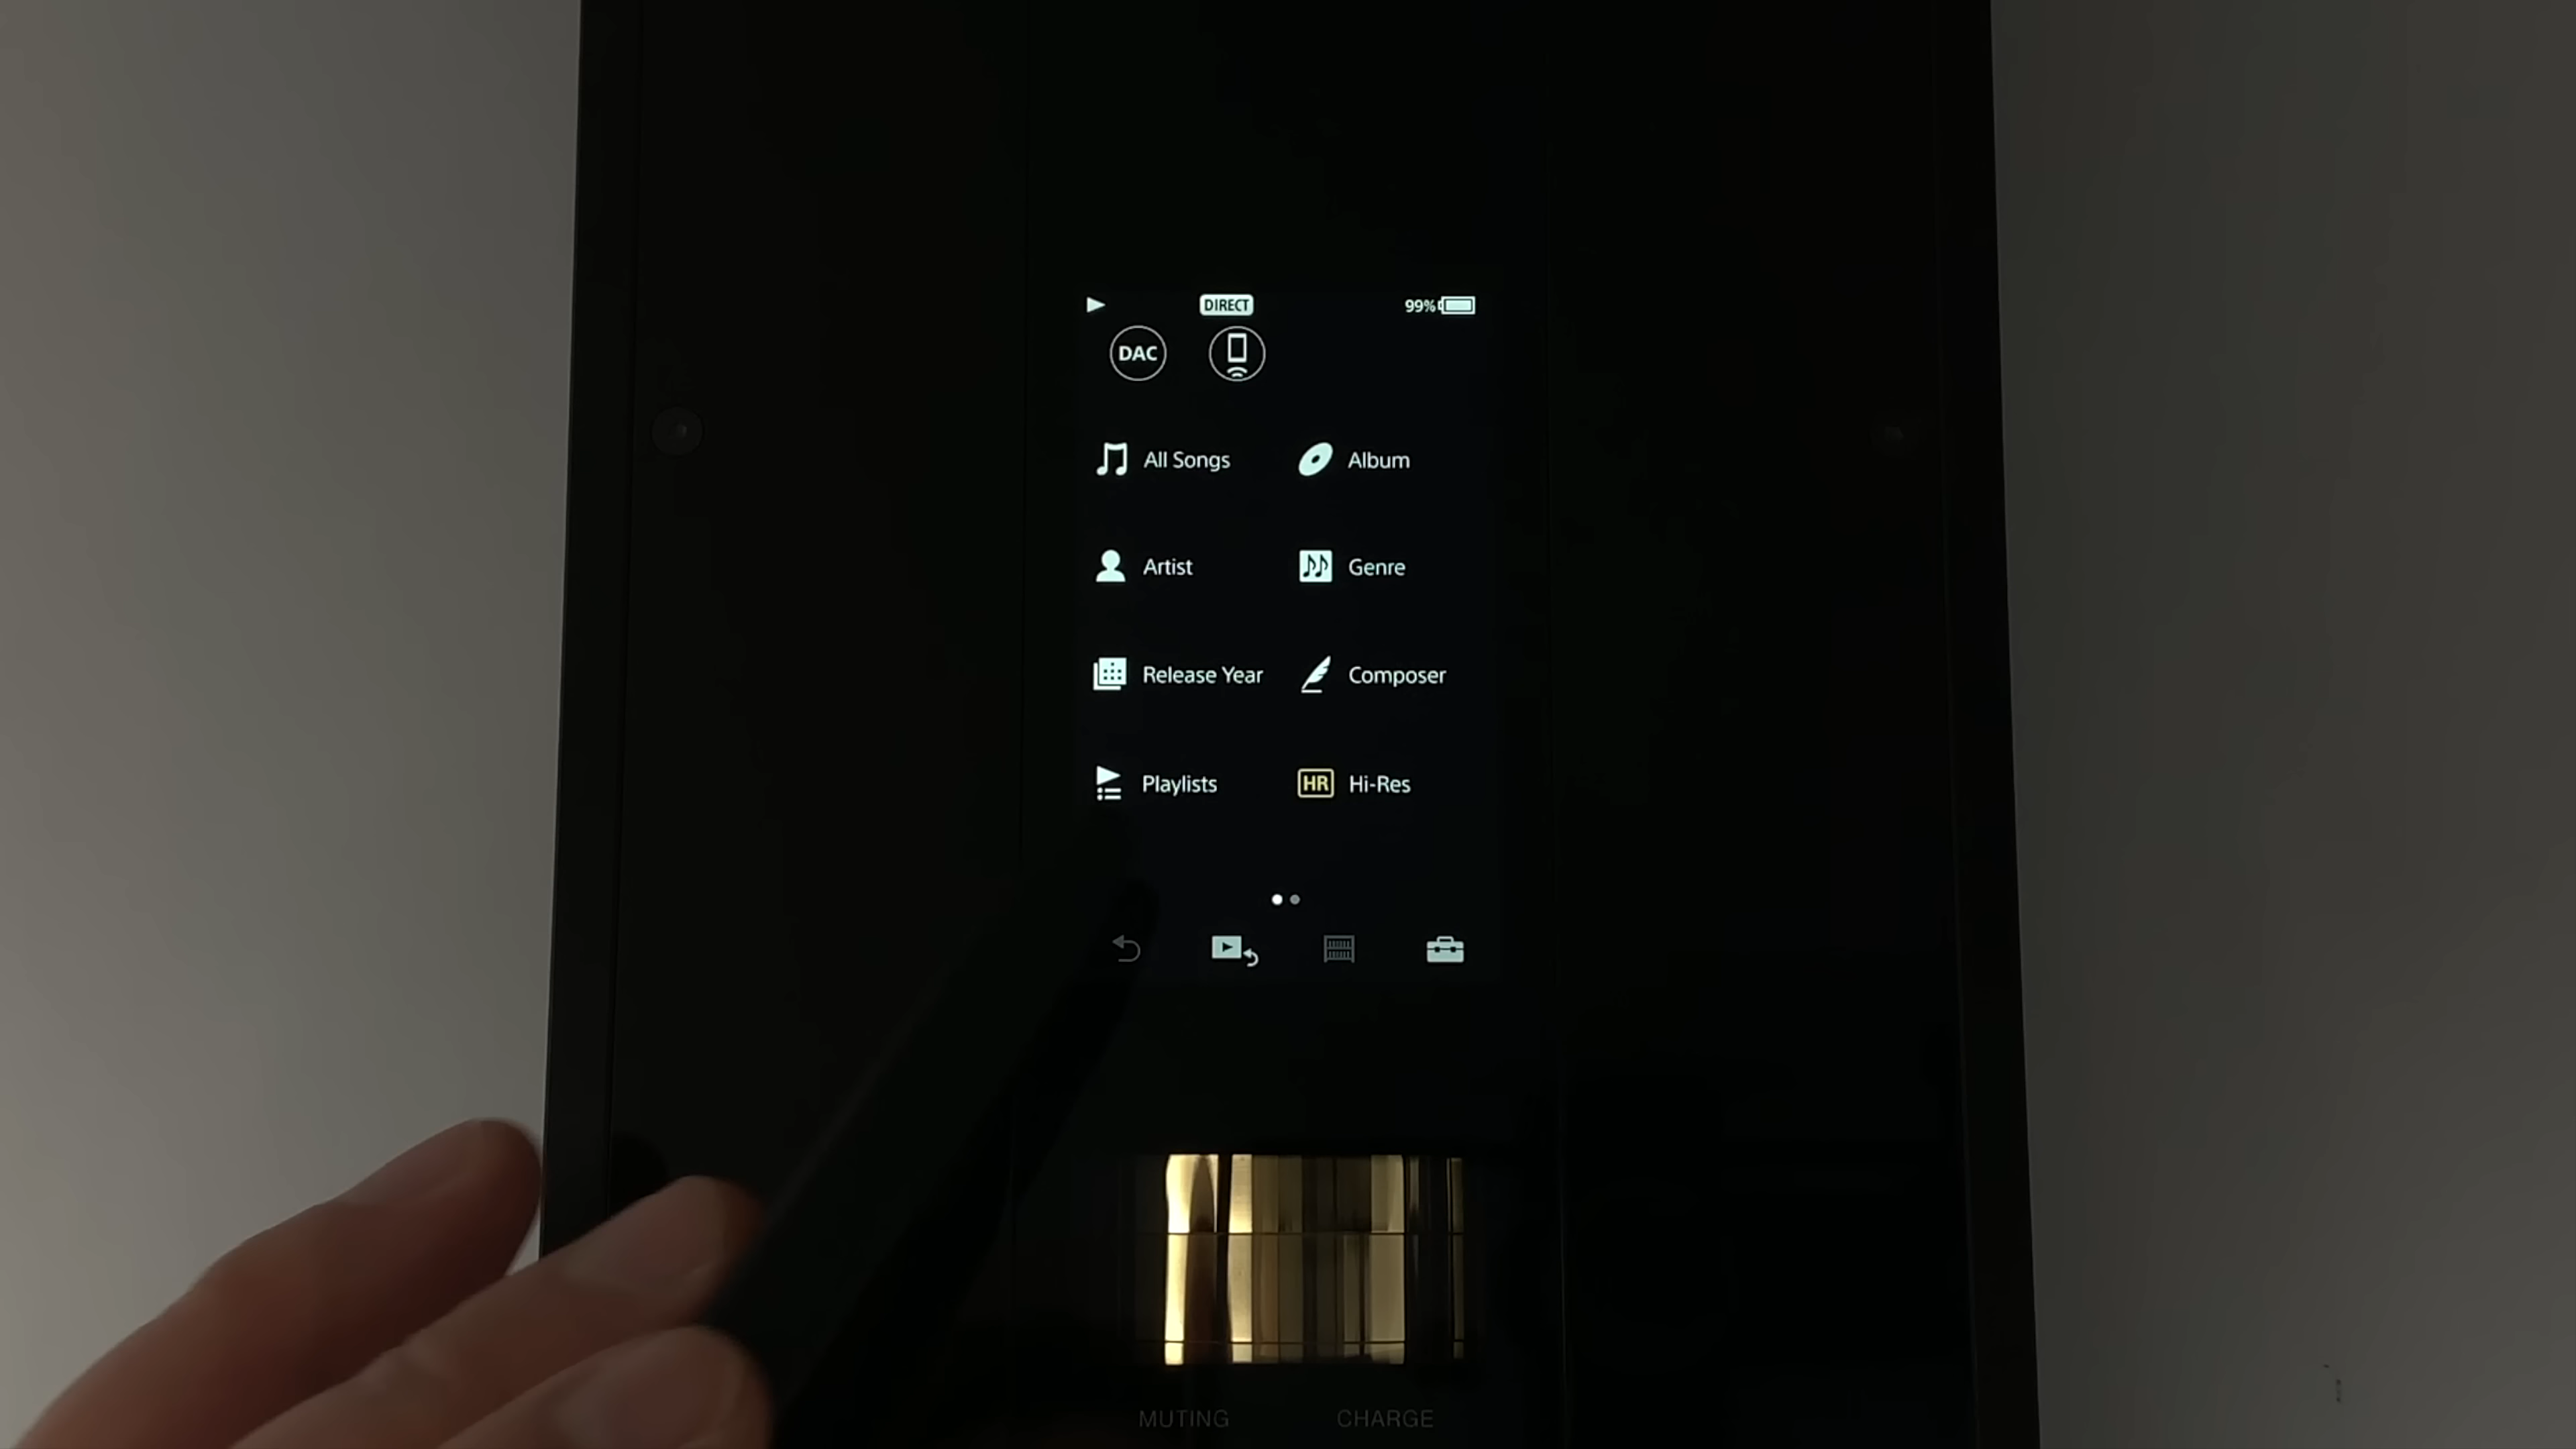 DIRECT 99%
DAC
All Songs Album
Artist Genre
Release Year Composer
Playlists HR Hi-Res
MUTING CHARGE